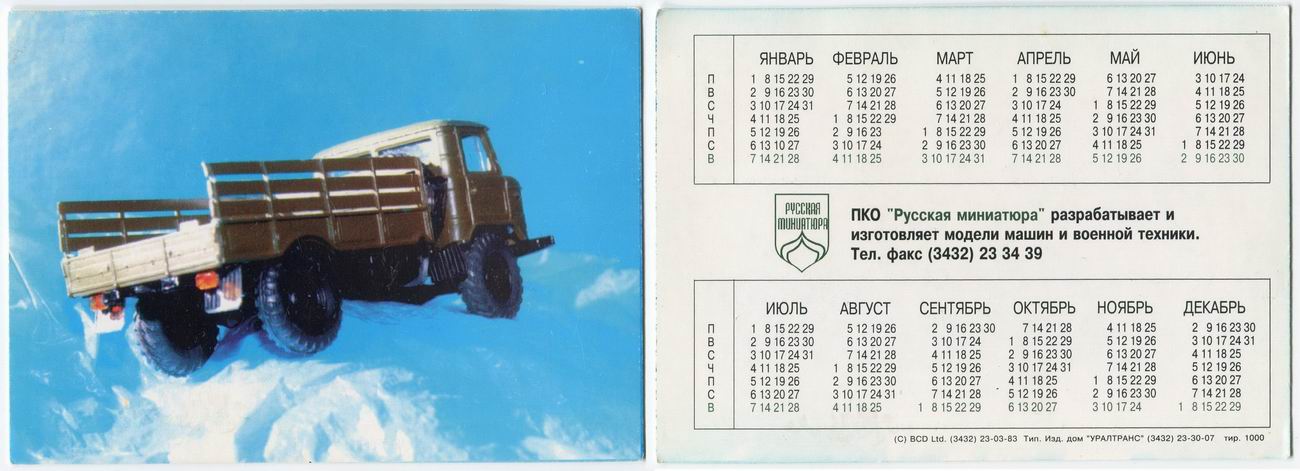 ЯНВАРЬ ФЕВРАЛЬ МАРТ АПРЕЛЬ МАЙ ИЮНЬ
П 1 8 15 22 29 5 12 19 26 4 11 18 25 1 8 15 22 29 6 13 20 27 3 10 17 24
В 2 9 16 23 30 6 13 20 27 5 12 19 26 2 9 16 23 30 7 14 21 28 4 11 18 25
С 3 10 17 24 31 7 14 21 28 6 13 20 27 3 10 17 24 1 8 15 22 29 5 12 19 26
Ч 4 11 18 25 1 8 15 22 29 7 14 21 28 4 11 18 25 2 9 16 23 30 6 13 20 27
П 5 12 19 26 2 9 16 23 1 8 15 22 29 5 12 19 26 3 10 17 24 31 7 14 21 28
С 6 13 10 27 3 10 17 24 2 9 16 23 30 6 13 20 27 4 11 18 25 1 8 15 22 29
В 7 14 21 28 4 11 18 25 3 10 17 24/31 7 14 21 28 5 12 19 26 2 9 16 23 30
РУССКАЯ
МИНИАТЮРА
ПКО "Русская миниатюра" разрабатывает и
изготовляет модели машин и военной техники.
Тел. факс (3432) 23 34 39
ИЮЛЬ АВГУСТ СЕНТЯБРЬ ОКТЯБРЬ НОЯБРЬ ДЕКАБРЬ
П 1 8 15 22 29 5 12 19 26 2 9 16 23 30 7 14 21 28 4 11 18 25 2 9 16 23 30
В 2 9 16 23 30 6 13 20 27 3 10 17 24 1 8 15 22 29 5 12 19 26 3 10 17 24 31
С 3 10 17 24 31 7 14 21 28 4 11 18 25 2 9 16 23 30 6 13 20 27 4 11 18 25
Ч 4 11 18 25 1 8 15 22 29 5 12 19 26 3 10 17 24 31 7 14 21 28 5 12 19 26
П 5 12 19 26 2 9 16 23 30 6 13 20 27 4 11 18 25 1 8 15 22 29 6 13 20 27
С 6 13 20 27 3 10 17 24 31 7 14 21 28 5 12 19 26 2 9 16 23 30 7 14 21 28
В 7 14 21 28 4 11 18 25 1 8 15 22 29 6 13 20 27 3 10 17 24 1 8 15 22 29
(C) BCD Ltd. (3432) 23-03-83 Тип. Изд. дом "УРАЛТРАНС" (3432) 23-30-07 тир. 1000